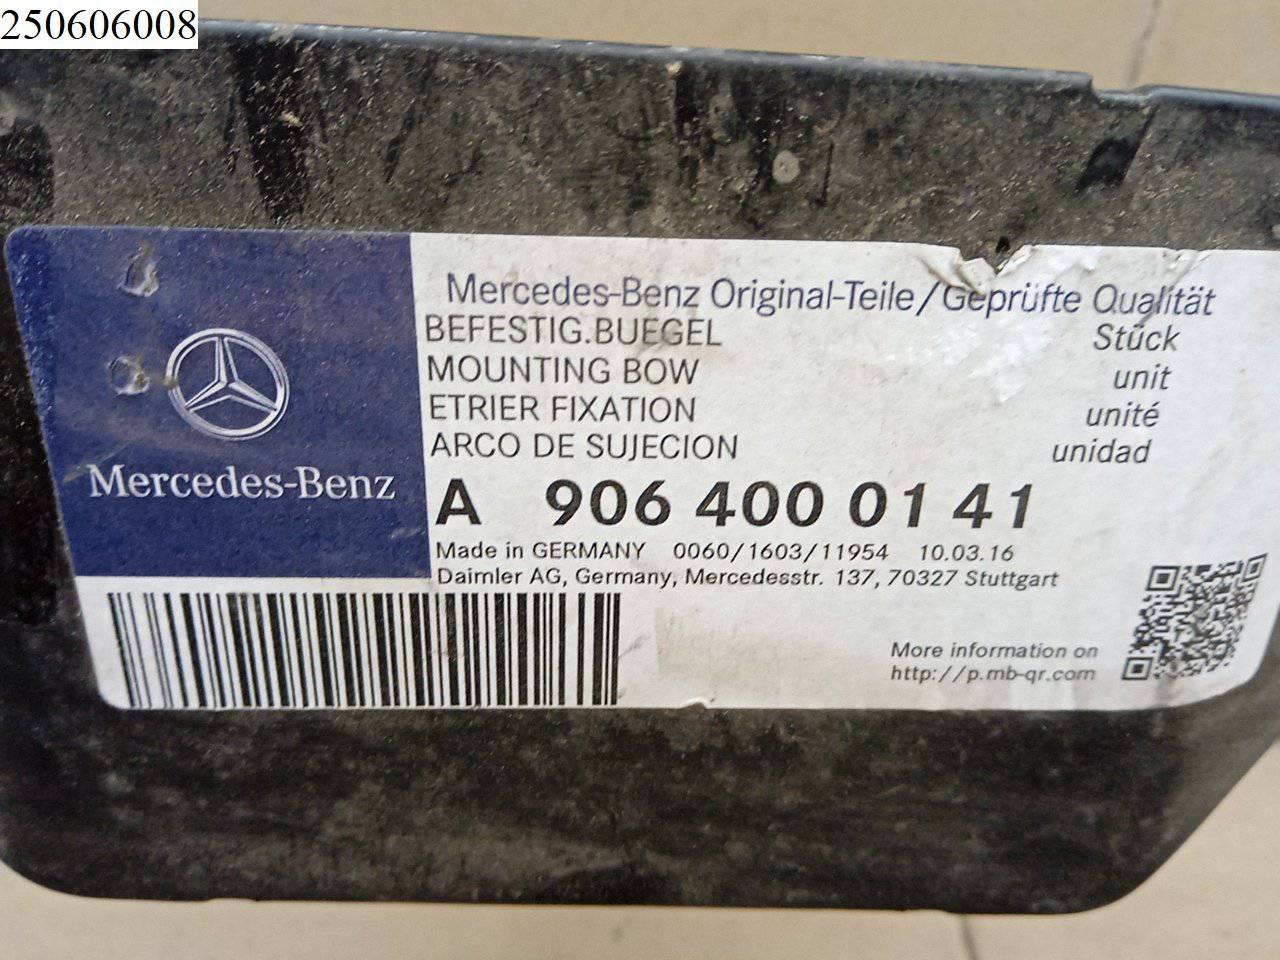 250606008
Mercedes-Benz Original-Teile/Geprüfte Qualität
BEFESTIG.BUEGEL Stück
MOUNTING BOW unit
ETRIER FIXATION unité
ARCO DE SUJECION unidad
Mercedes-Benz
A 906 400 01 41
Made in GERMANY 0060/1603/11954 10.03.16
Daimler AG, Germany, Mercedesstr. 137, 70327 Stuttgart
More information on
http://p.mb-qr.com